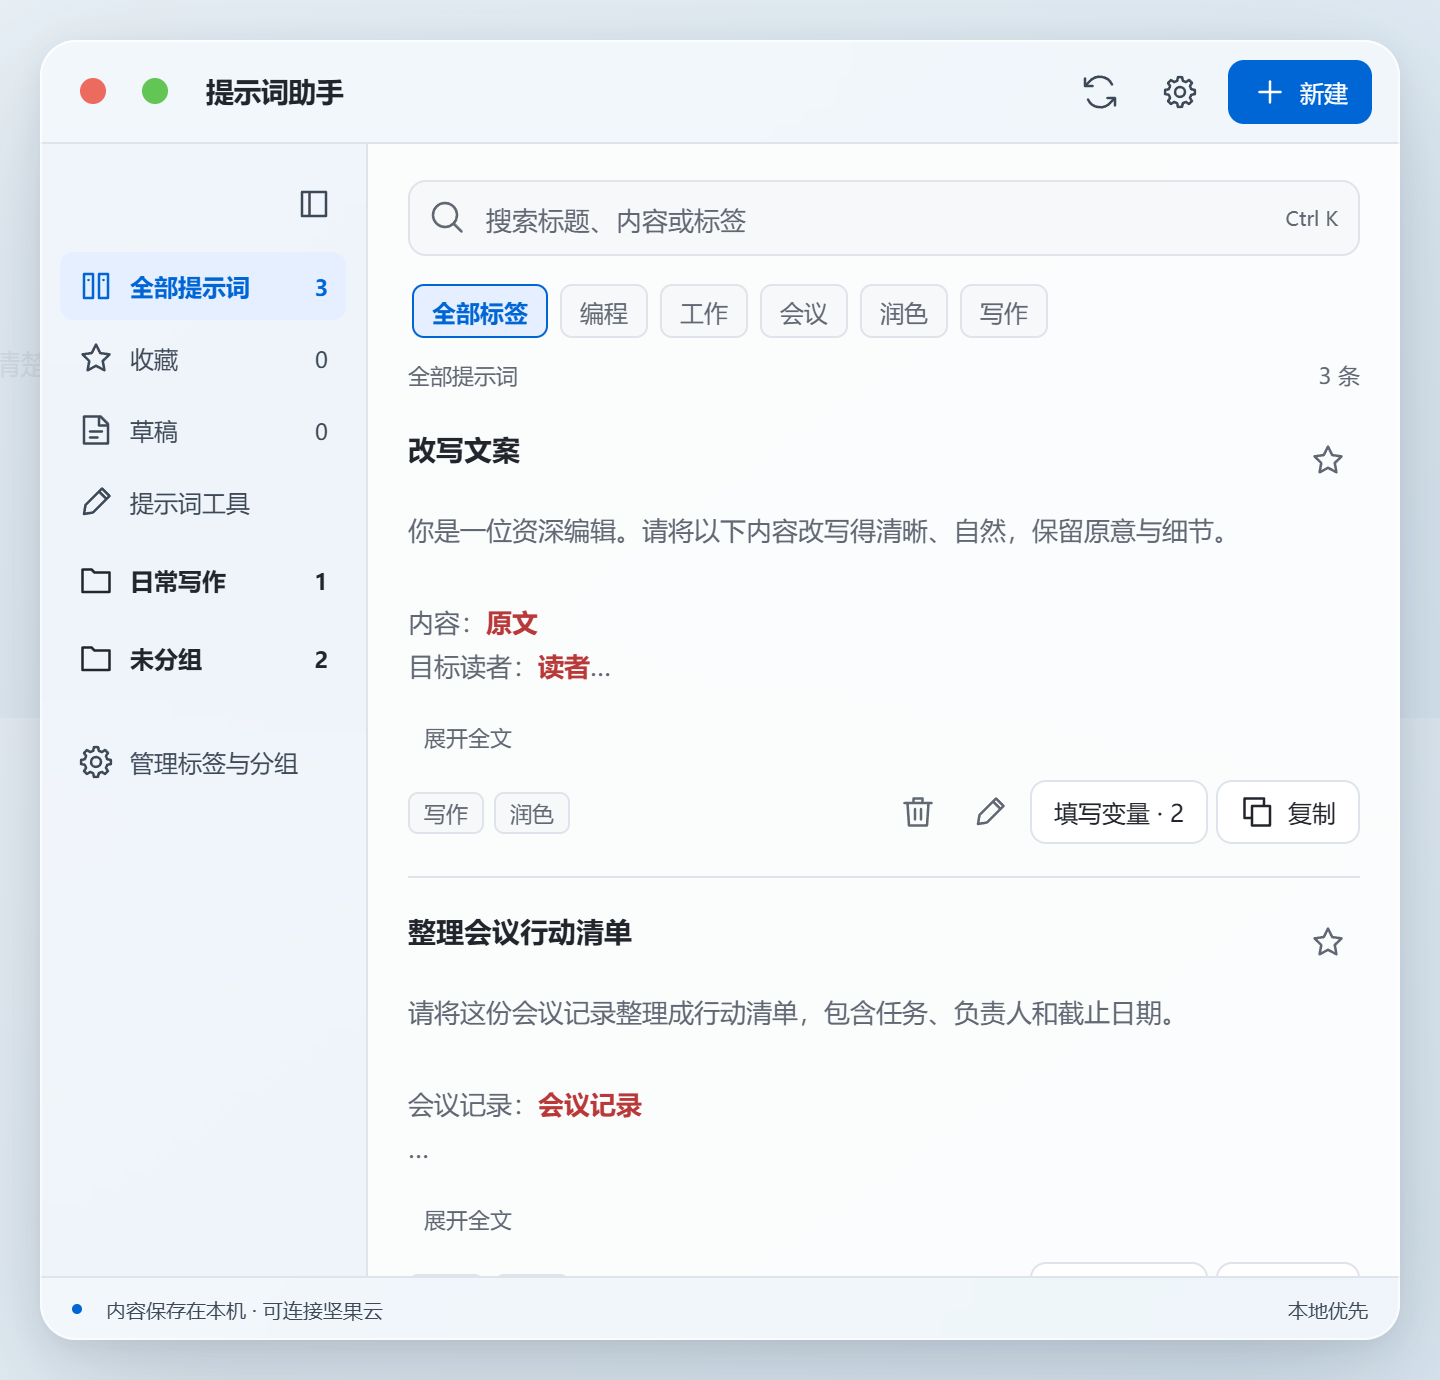 提示词助手
新建
搜索标题、内容或标签
Ctrl K
全部提示词 3
收藏 0
草稿 0
提示词工具
日常写作 1
未分组 2
管理标签与分组
全部标签 编程 工作 会议 润色 写作
全部提示词 3 条
改写文案
你是一位资深编辑。请将以下内容改写得清晰、自然，保留原意与细节。
内容：原文
目标读者：读者...
展开全文
写作 润色 填写变量 · 2 复制
整理会议行动清单
请将这份会议记录整理成行动清单，包含任务、负责人和截止日期。
会议记录：会议记录
...
展开全文
内容保存在本机 · 可连接坚果云
本地优先
清楚